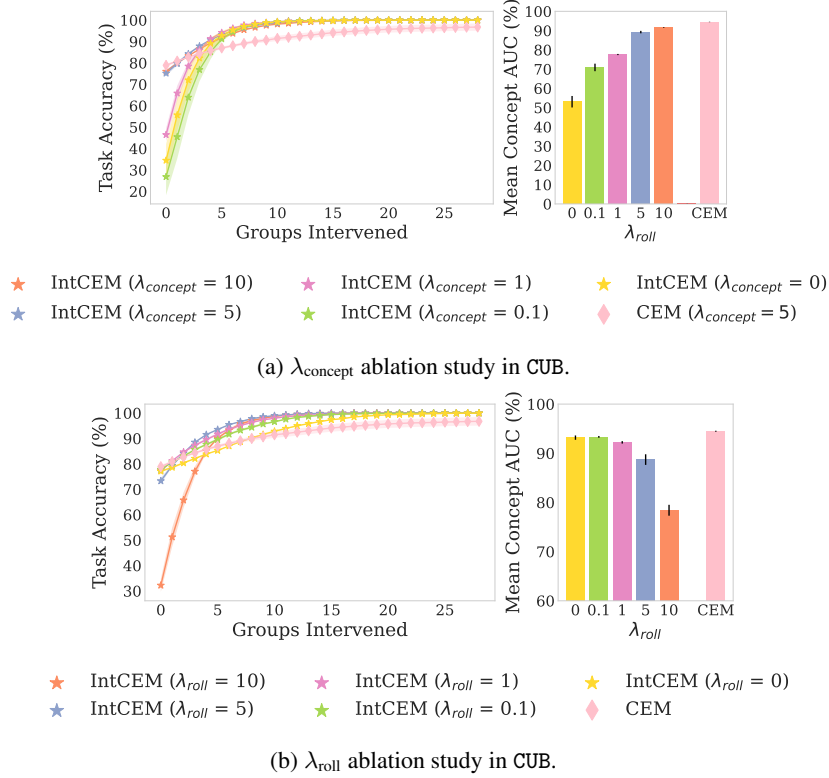 Task Accuracy (%)
100
90
80
70
60
50
40
30
20
0 5 10 15 20 25
Groups Intervened
Mean Concept AUC (%)
100
90
80
70
60
50
40
30
20
10
0
0 0.1 1 5 10 CEM
λroll
IntCEM (λconcept = 10) IntCEM (λconcept = 1) IntCEM (λconcept = 0)
IntCEM (λconcept = 5) IntCEM (λconcept = 0.1) CEM (λconcept = 5)
(a) λconcept ablation study in CUB.
Task Accuracy (%)
100
90
80
70
60
50
40
30
0 5 10 15 20 25
Groups Intervened
Mean Concept AUC (%)
100
90
80
70
60
0 0.1 1 5 10 CEM
λroll
IntCEM (λroll = 10) IntCEM (λroll = 1) IntCEM (λroll = 0)
IntCEM (λroll = 5) IntCEM (λroll = 0.1) CEM
(b) λroll ablation study in CUB.